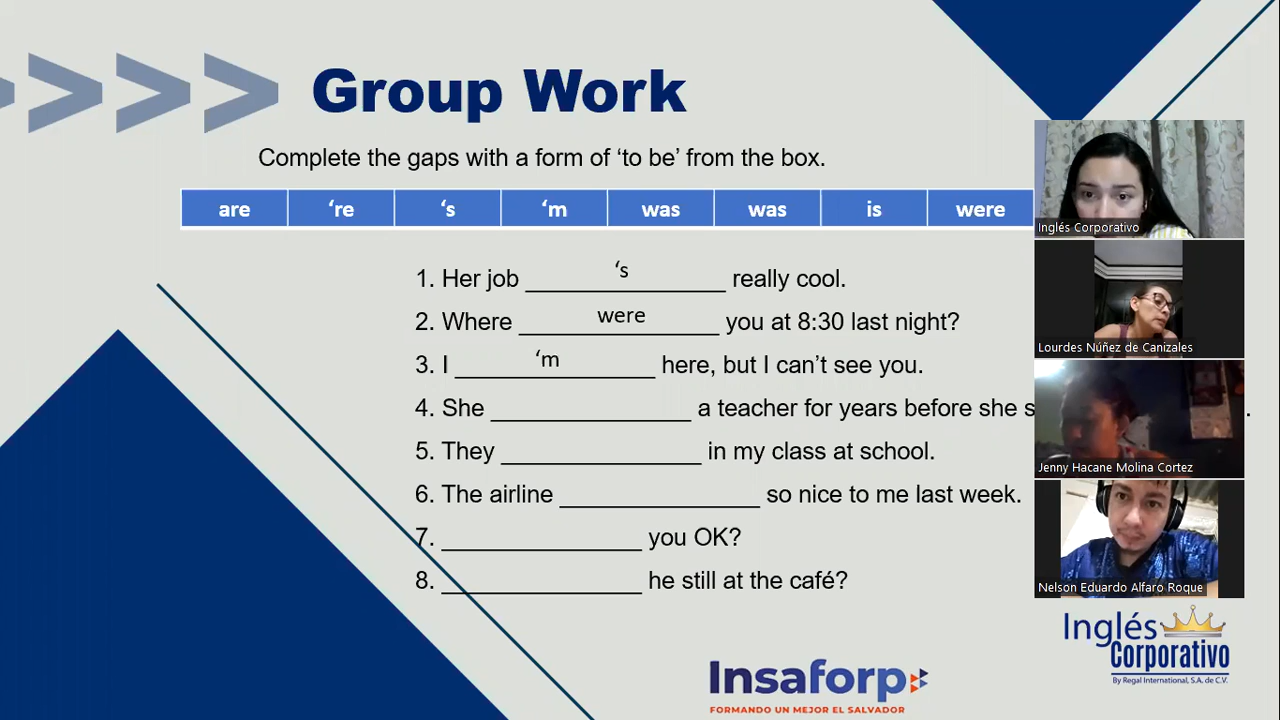 Group Work
Complete the gaps with a form of ‘to be’ from the box.
are ‘re ‘s ‘m was was is were
1. Her job ‘s really cool.
2. Where were you at 8:30 last night?
3. I ‘m here, but I can’t see you.
4. She ____________ a teacher for years before she s
.
5. They ____________ in my class at school.
6. The airline ____________ so nice to me last week.
7. ____________ you OK?
8. ____________ he still at the café?
Inglés Corporativo
Lourdes Núñez de Canizales
Jenny Hacane Molina Cortez
Nelson Eduardo Alfaro Roque
Inglés
Corporativo
By Regal International, S.A. de C.V.
Insaforp
FORMANDO UN MEJOR EL SALVADOR